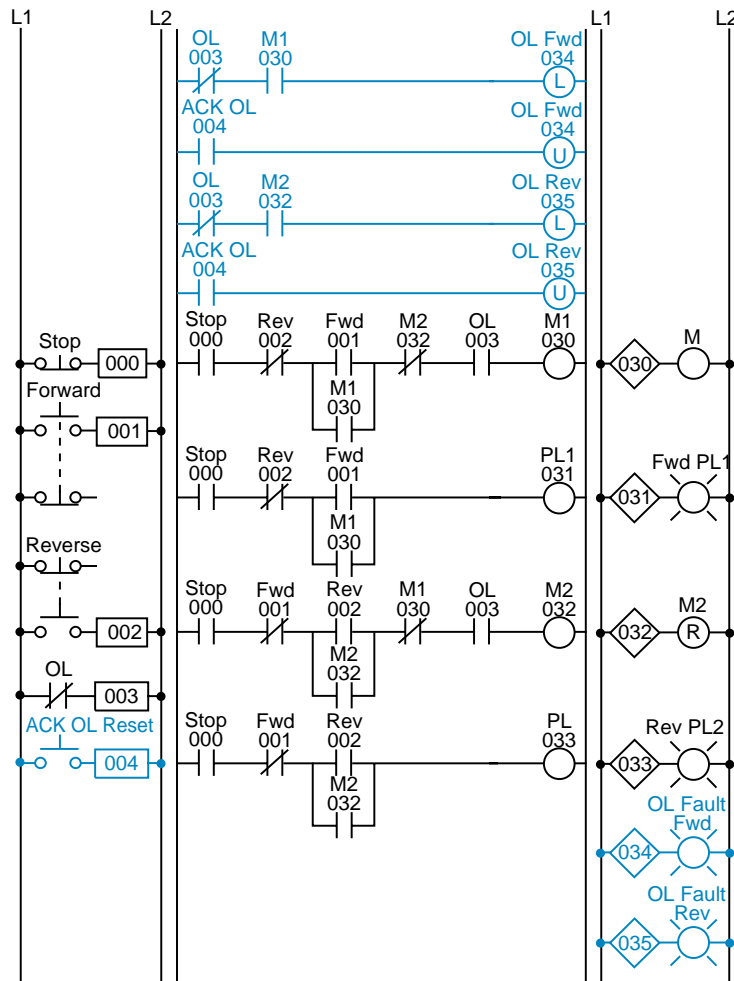 L1 L2 L1 L2
OL M1 OL Fwd
003 030 034
L
ACK OL OL Fwd
004 034
U
OL M2 OL Rev
003 032 035
L
ACK OL OL Rev
004 035
U
Stop Rev Fwd M2 OL M1
000 002 001 032 003 030
Stop 000
M1
030
030 M
Forward
001
Stop Rev Fwd PL1
000 002 001 031
M1
030
031 Fwd PL1
Reverse
002
Stop Fwd Rev M1 OL M2
000 001 002 030 003 032
M2
032
032 M2 R
OL
003
ACK OL Reset
004
Stop Fwd Rev PL
000 001 002 033
M2
032
033 Rev PL2
OL Fault
Fwd
034
OL Fault
Rev
035